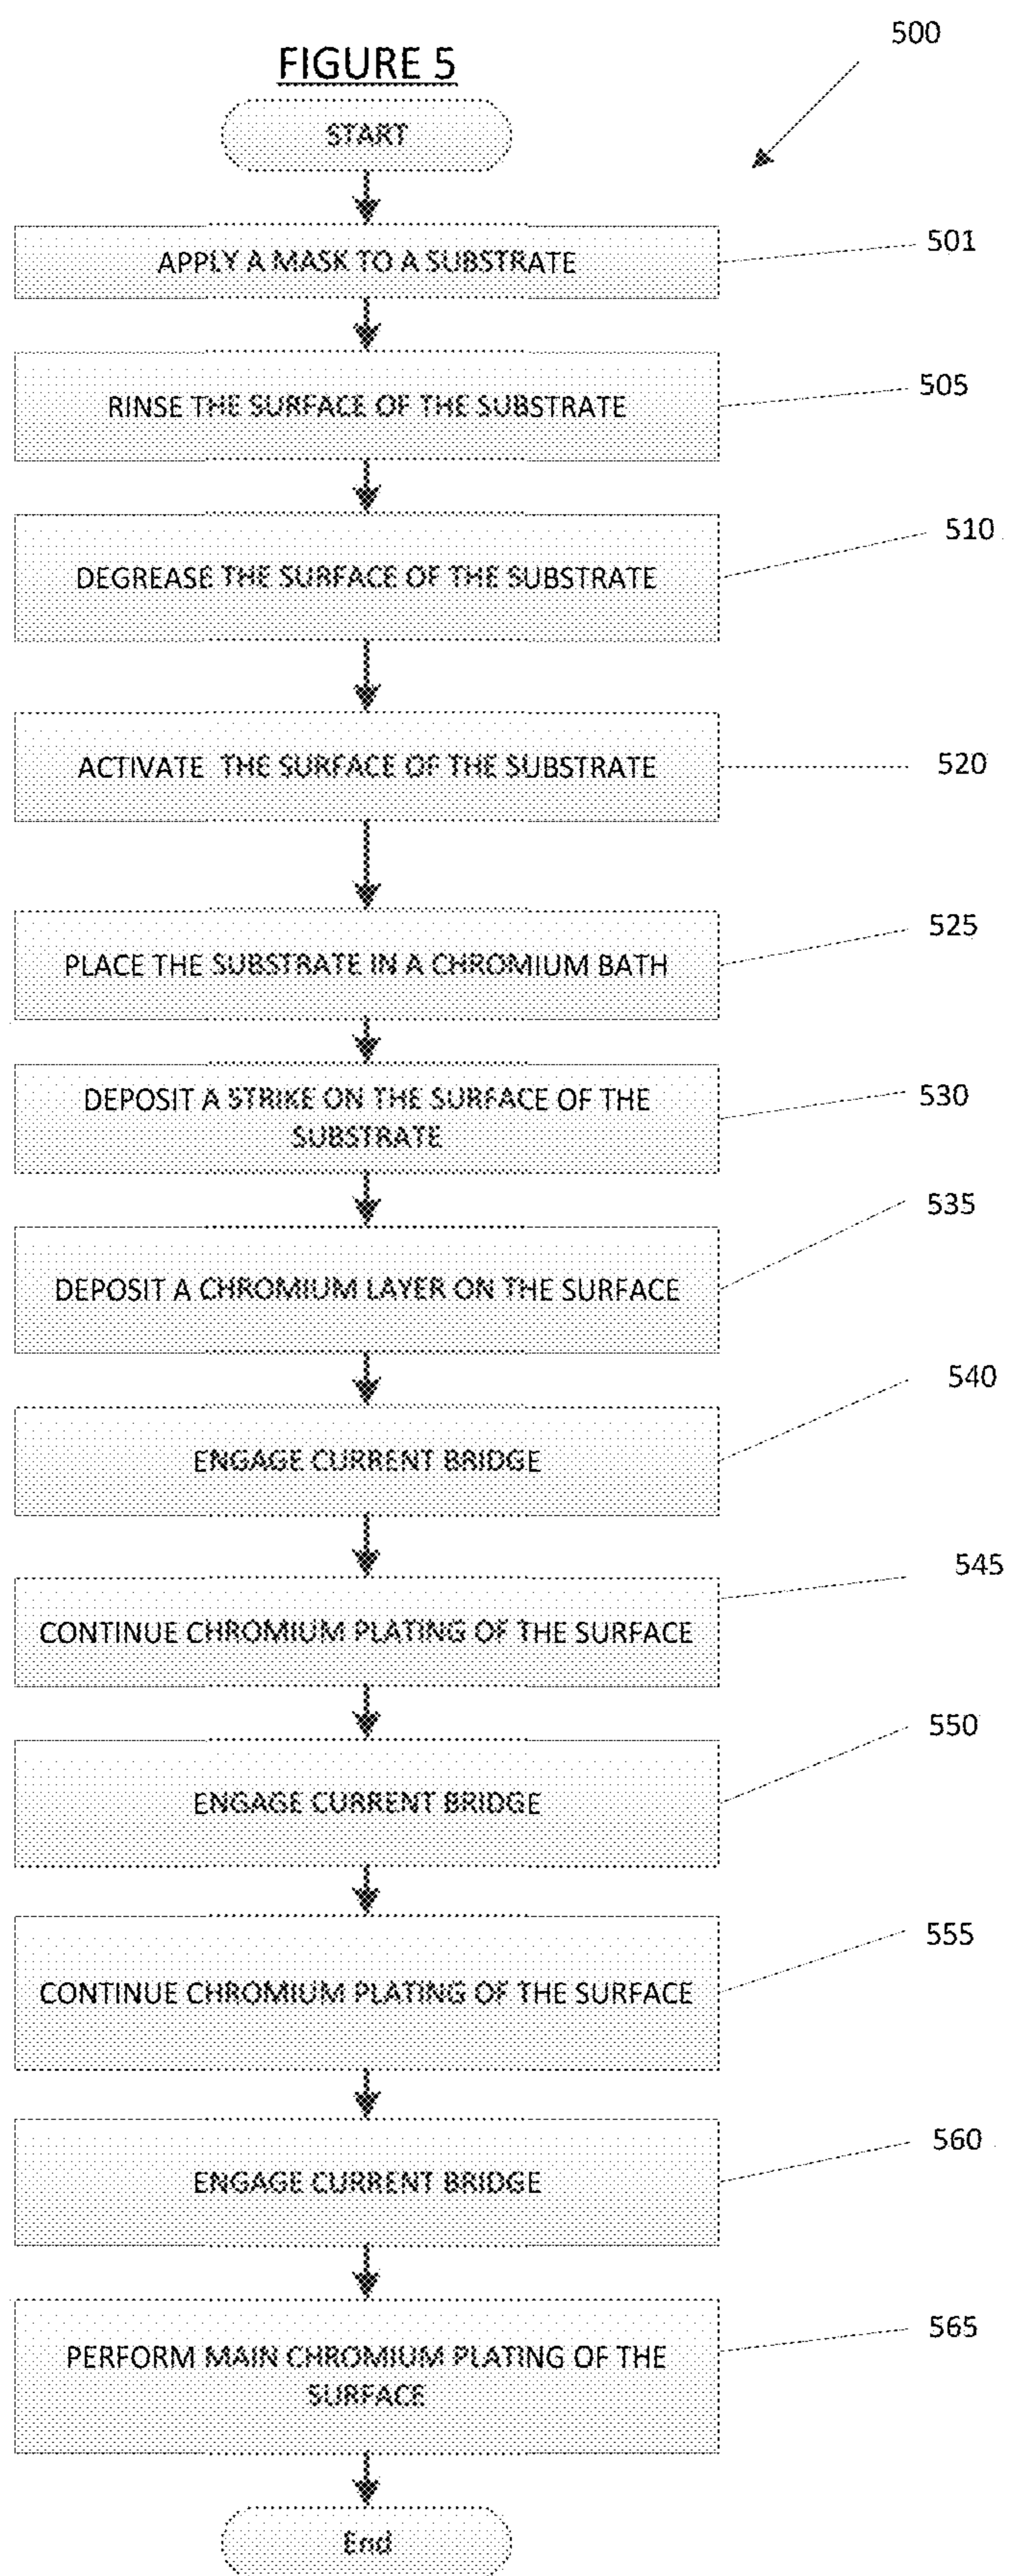 500
FIGURE 5
START
APPLY A MASK TO A SUBSTRATE
501
RINSE THE SURFACE OF THE SUBSTRATE
505
DEGREASE THE SURFACE OF THE SUBSTRATE
510
ACTIVATE THE SURFACE OF THE SUBSTRATE
520
PLACE THE SUBSTRATE IN A CHROMIUM BATH
525
DEPOSIT A STRIKE ON THE SURFACE OF THE
SUBSTRATE
530
DEPOSIT A CHROMIUM LAYER ON THE SURFACE
535
ENGAGE CURRENT BRIDGE
540
CONTINUE CHROMIUM PLATING OF THE SURFACE
545
ENGAGE CURRENT BRIDGE
550
CONTINUE CHROMIUM PLATING OF THE SURFACE
555
ENGAGE CURRENT BRIDGE
560
PERFORM MAIN CHROMIUM PLATING OF THE
SURFACE
565
End